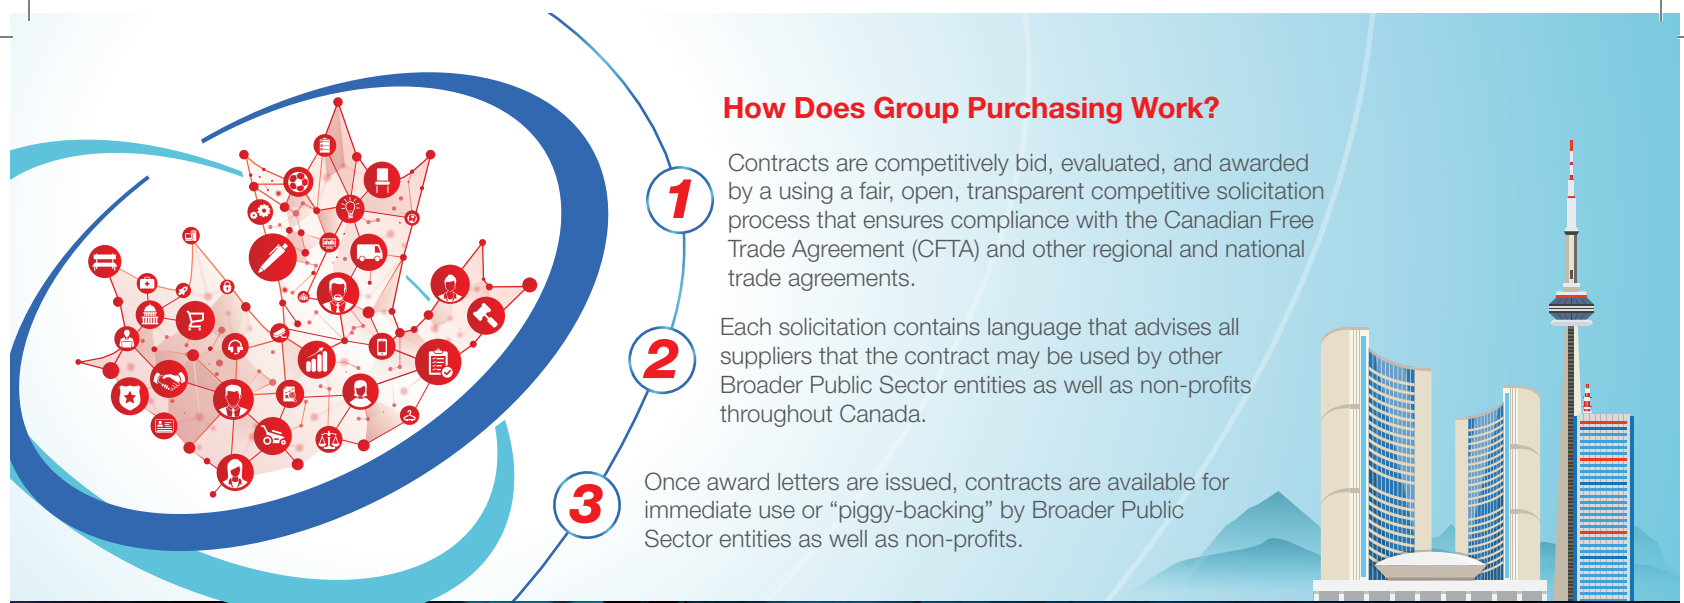 How Does Group Purchasing Work?
1
Contracts are competitively bid, evaluated, and awarded
by a using a fair, open, transparent competitive solicitation
process that ensures compliance with the Canadian Free
Trade Agreement (CFTA) and other regional and national
trade agreements.
2
Each solicitation contains language that advises all
suppliers that the contract may be used by other
Broader Public Sector entities as well as non-profits
throughout Canada.
3
Once award letters are issued, contracts are available for
immediate use or “piggy-backing” by Broader Public
Sector entities as well as non-profits.